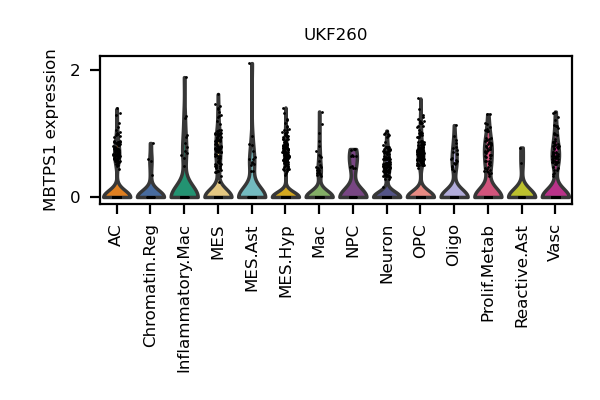 UKF260
MBTPS1 expression
2
0
AC
Chromatin.Reg
Inflammatory.Mac
MES
MES.Ast
MES.Hyp
Mac
NPC
Neuron
OPC
Oligo
Prolif.Metab
Reactive.Ast
Vasc